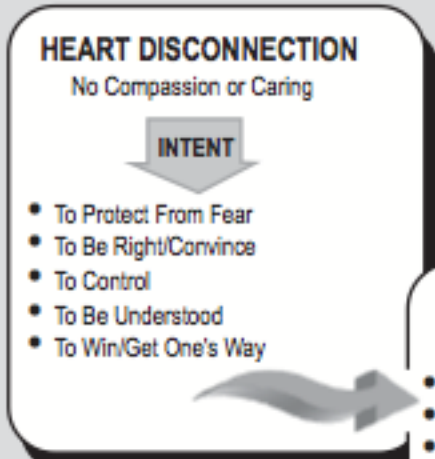 HEART DISCONNECTION
No Compassion or Caring
INTENT
• To Protect From Fear
• To Be Right/Convince
• To Control
• To Be Understood
• To Win/Get One's Way